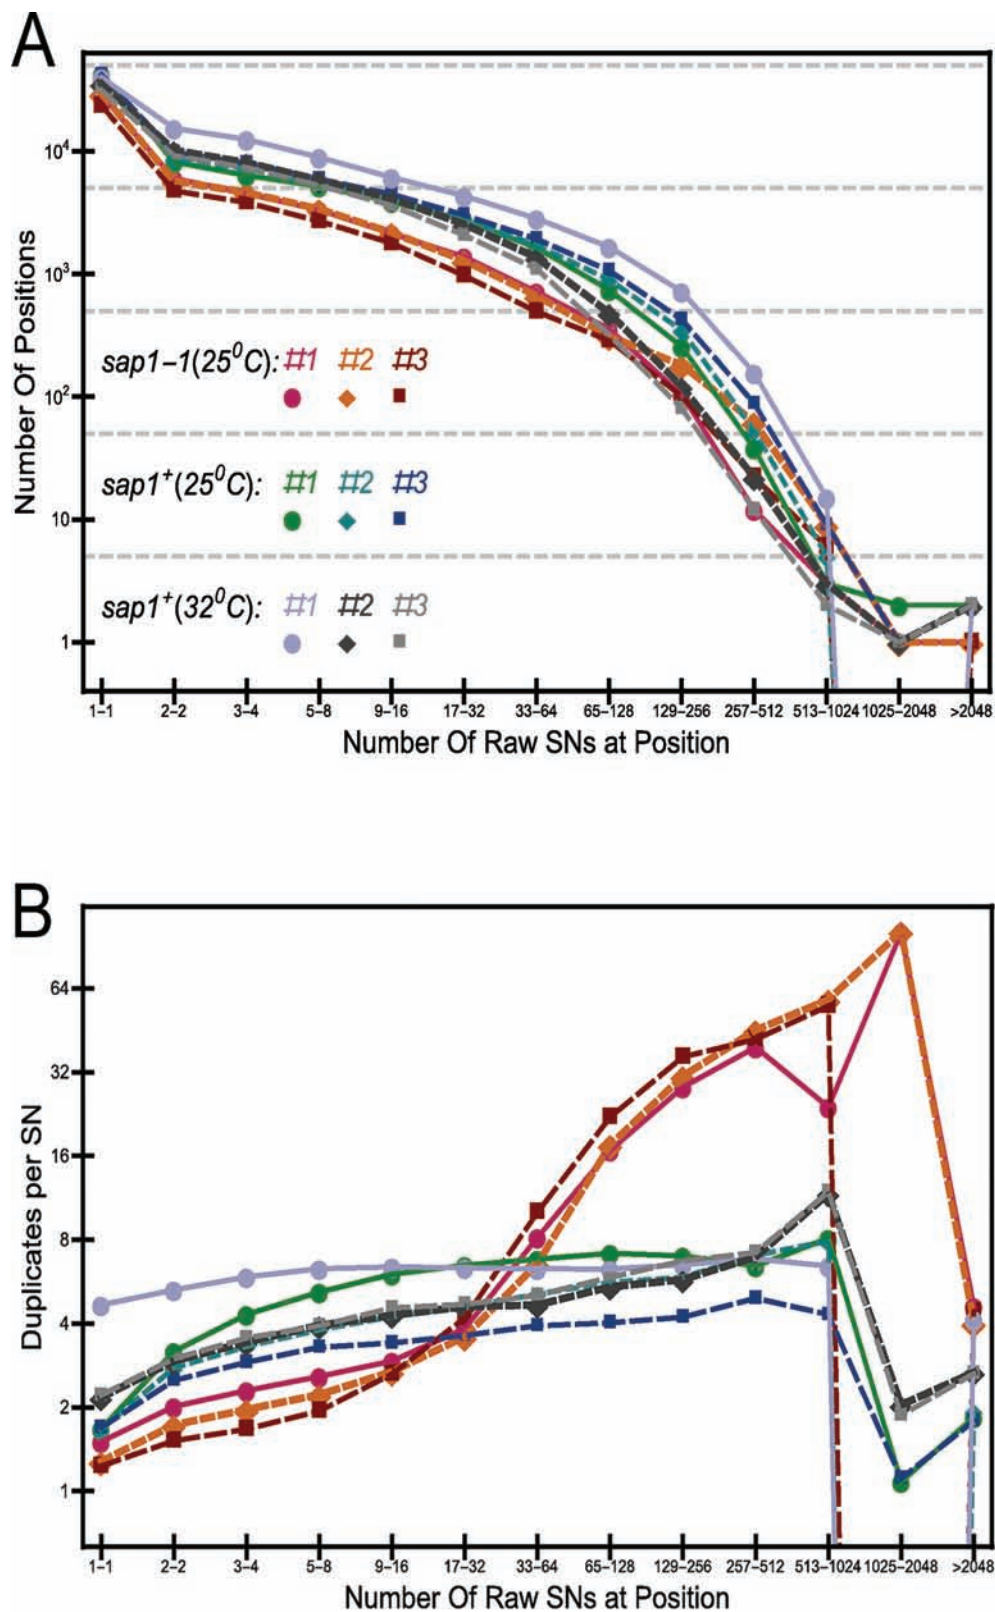 A
Number Of Positions
10⁴
10³
10²
10
1
sap1–1(25⁰C): #1 #2 #3
sap1⁺(25⁰C): #1 #2 #3
sap1⁺(32⁰C): #1 #2 #3
1–1 2–2 3–4 5–8 9–16 17–32 33–64 65–128 129–256 257–512 513–1024 1025–2048 >2048
Number Of Raw SNs at Position
B
Duplicates per SN
64
32
16
8
4
2
1
1–1 2–2 3–4 5–8 9–16 17–32 33–64 65–128 129–256 257–512 513–1024 1025–2048 >2048
Number Of Raw SNs at Position